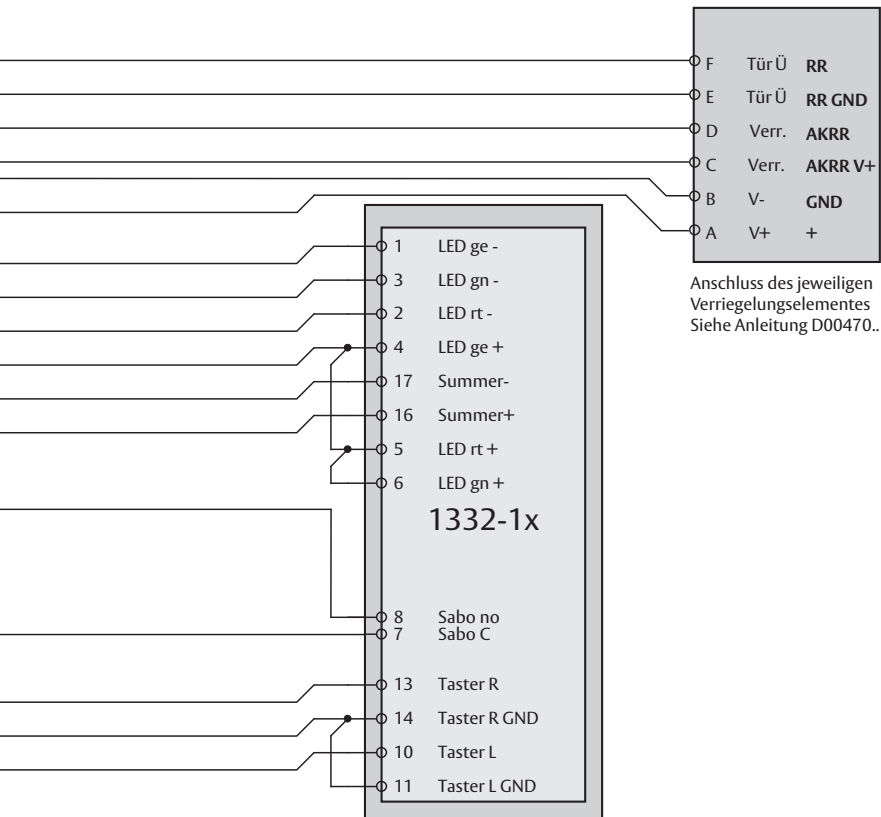 F Tür Ü RR
E Tür Ü RR GND
D Verr. AKRR
C Verr. AKRR V+
B V- GND
A V+ +
Anschluss des jeweiligen
Verriegelungselementes
Siehe Anleitung D00470..
1 LED ge -
3 LED gn -
2 LED rt -
4 LED ge +
17 Summer-
16 Summer+
5 LED rt +
6 LED gn +
1332-1x
8 Sabo no
7 Sabo C
13 Taster R
14 Taster R GND
10 Taster L
11 Taster L GND